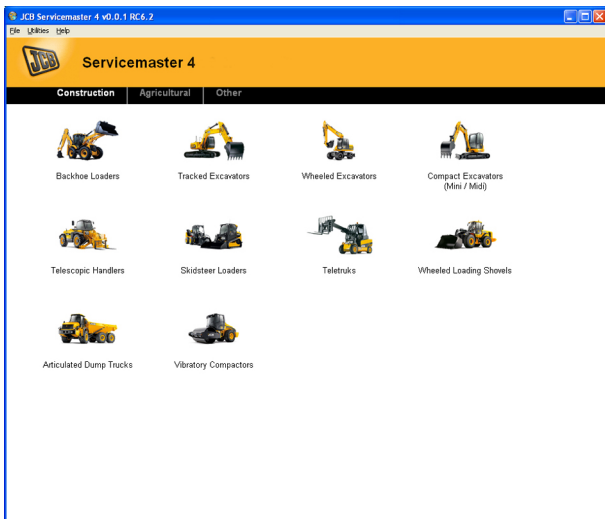 JCB Servicemaster 4 v0.0.1 RC6.2
File Utilities Help
JCB Servicemaster 4
Construction Agricultural Other
Backhoe Loaders Tracked Excavators Wheeled Excavators Compact Excavators
(Mini / Midi)
Telescopic Handlers Skidsteer Loaders Teletruks Wheeled Loading Shovels
Articulated Dump Trucks Vibratory Compactors